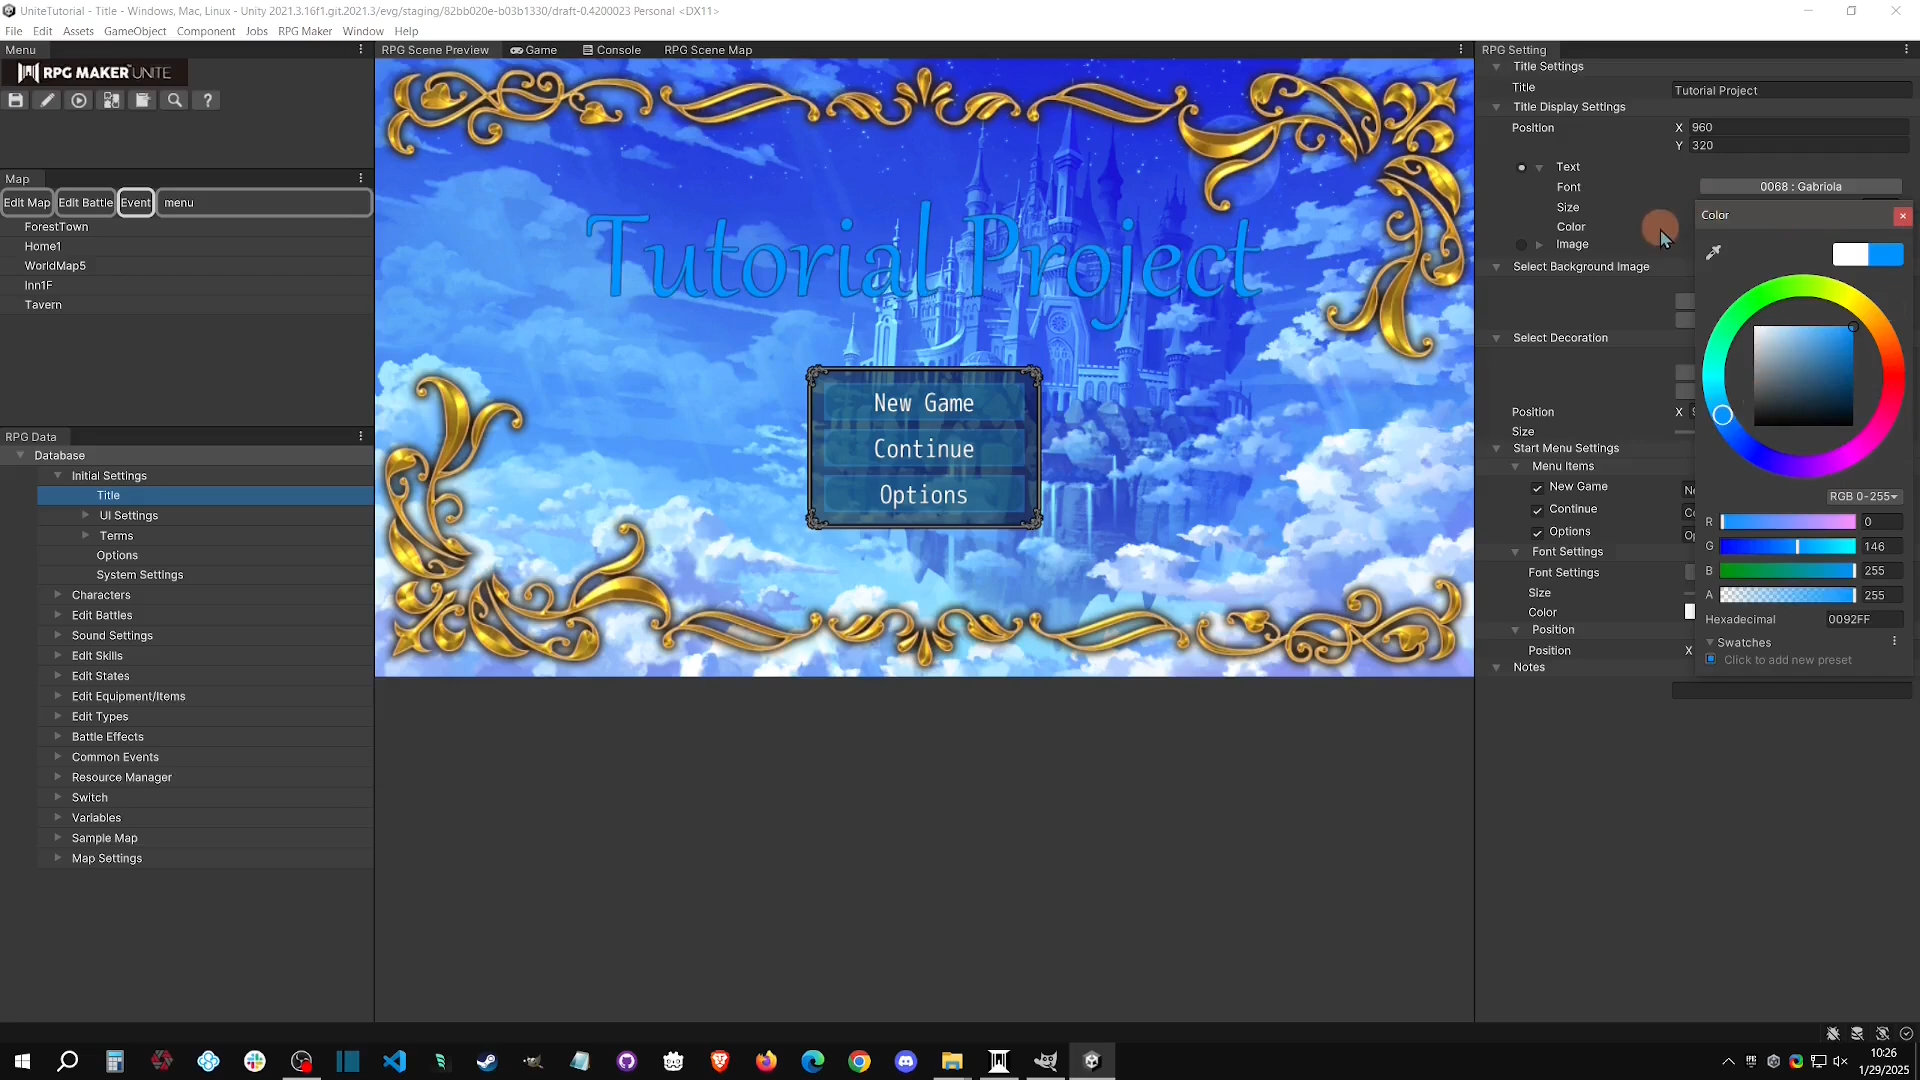 UniteTutorial - Title - Windows, Mac, Linux - Unity 2021.3.16f1.git.2021.3/evg/staging/82bb020e-b03b1330/draft-0.4200023 Personal <DX11>
File Edit Assets GameObject Component Jobs RPG Maker Window Help
Menu
RPG MAKER UNITE
Map
Edit Map Edit Battle Event menu
ForestTown
Home1
WorldMap5
Inn1F
Tavern
RPG Data
Database
Initial Settings
Title
UI Settings
Terms
Options
System Settings
Characters
Edit Battles
Sound Settings
Edit Skills
Edit States
Edit Equipment/Items
Edit Types
Battle Effects
Common Events
Resource Manager
Switch
Variables
Sample Map
Map Settings
RPG Scene Preview Game Console RPG Scene Map
Tutorial Project
New Game
Continue
Options
RPG Setting
Title Settings
Title Tutorial Project
Title Display Settings
Position X 960
Y 320
Text
Font 0068 : Gabriola
Size
Color
Image
Select Background Image
Select Decoration
Position X
Size
Start Menu Settings
Menu Items
New Game
Continue
Options
Font Settings
Font Settings
Size
Color
Position
Position X
Notes
Color
RGB 0-255
R 0
G 146
B 255
A 255
Hexadecimal 0092FF
Swatches
Click to add new preset
10:26
1/29/2025